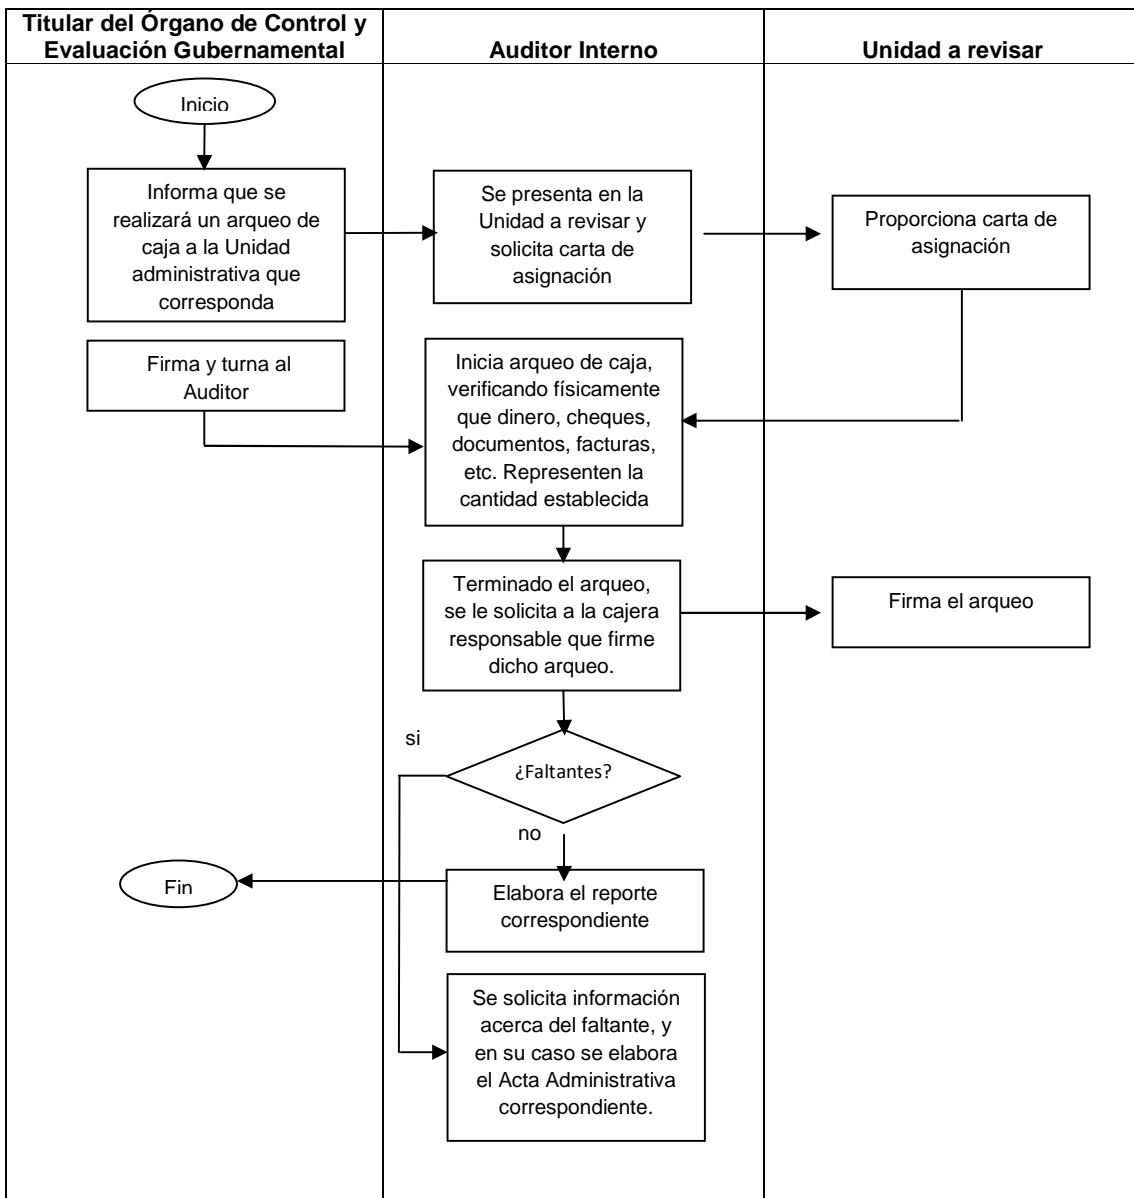 Titular del Órgano de Control y
Evaluación Gubernamental
Auditor Interno
Unidad a revisar
Inicio
Informa que se
realizará un arqueo de
caja a la Unidad
administrativa que
corresponda
Se presenta en la
Unidad a revisar y
solicita carta de
asignación
Proporciona carta de
asignación
Firma y turna al
Auditor
Inicia arqueo de caja,
verificando físicamente
que dinero, cheques,
documentos, facturas,
etc. Representen la
cantidad establecida
Terminado el arqueo,
se le solicita a la cajera
responsable que firme
dicho arqueo.
Firma el arqueo
si
¿Faltantes?
no
Fin
Elabora el reporte
correspondiente
Se solicita información
acerca del faltante, y
en su caso se elabora
el Acta Administrativa
correspondiente.